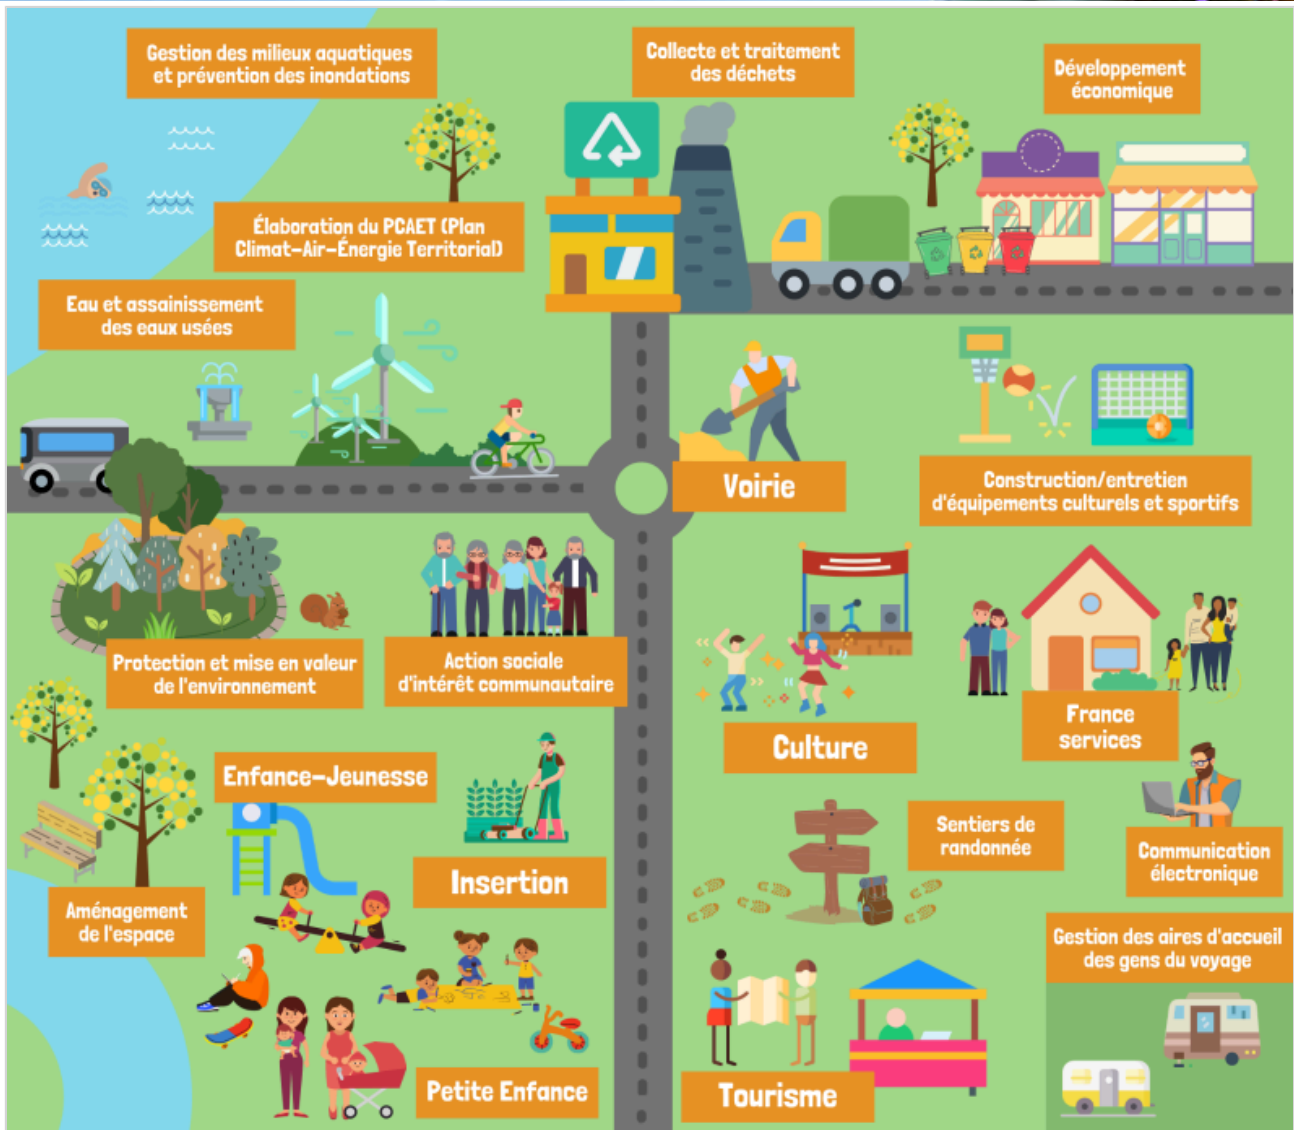 Gestion des milieux aquatiques
et prévention des inondations
Collecte et traitement
des déchets
Développement
économique
Élaboration du PCAET (Plan
Climat-Air-Énergie Territorial)
Eau et assainissement
des eaux usées
Voirie
Construction/entretien
d'équipements culturels et sportifs
Protection et mise en valeur
de l'environnement
Action sociale
d'intérêt communautaire
Culture
France
services
Enfance-Jeunesse
Insertion
Sentiers de
randonnée
Communication
électronique
Aménagement
de l'espace
Gestion des aires d'accueil
des gens du voyage
Petite Enfance
Tourisme